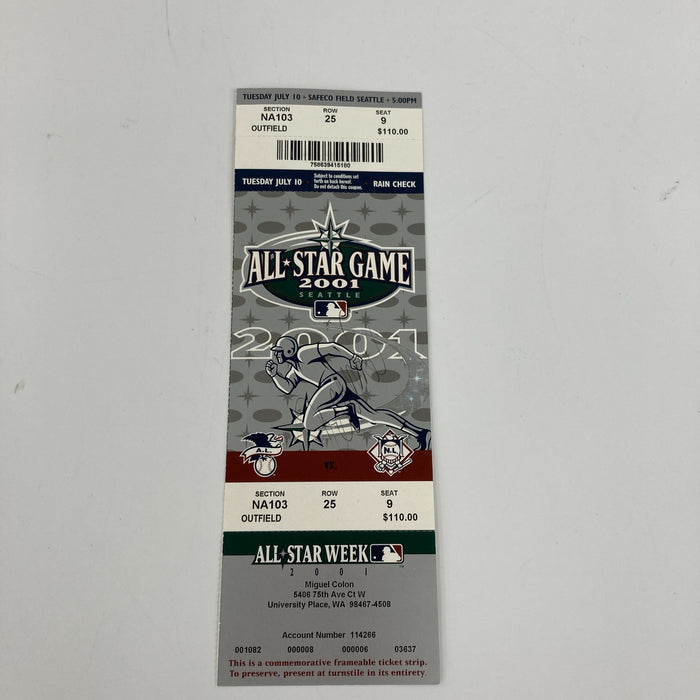 TUESDAY JULY 10 • SAFECO FIELD SEATTLE • 5:00PM
SECTION ROW SEAT
NA103 25 9
OUTFIELD $110.00
758639415180
TUESDAY JULY 10 Subject to conditions set forth on back hereof. Do not detach this coupon. RAIN CHECK
ALL★STAR GAME
2001
SEATTLE
2001
A.L. VS. N.L.
SECTION ROW SEAT
NA103 25 9
OUTFIELD $110.00
ALL★STAR WEEK
2 0 0 1
Miguel Colon
5406 75th Ave Ct W
University Place, WA 98467-4508
Account Number 114266
001082 000008 000006 03637
This is a commemorative frameable ticket strip.
To preserve, present at turnstile in its entirety.